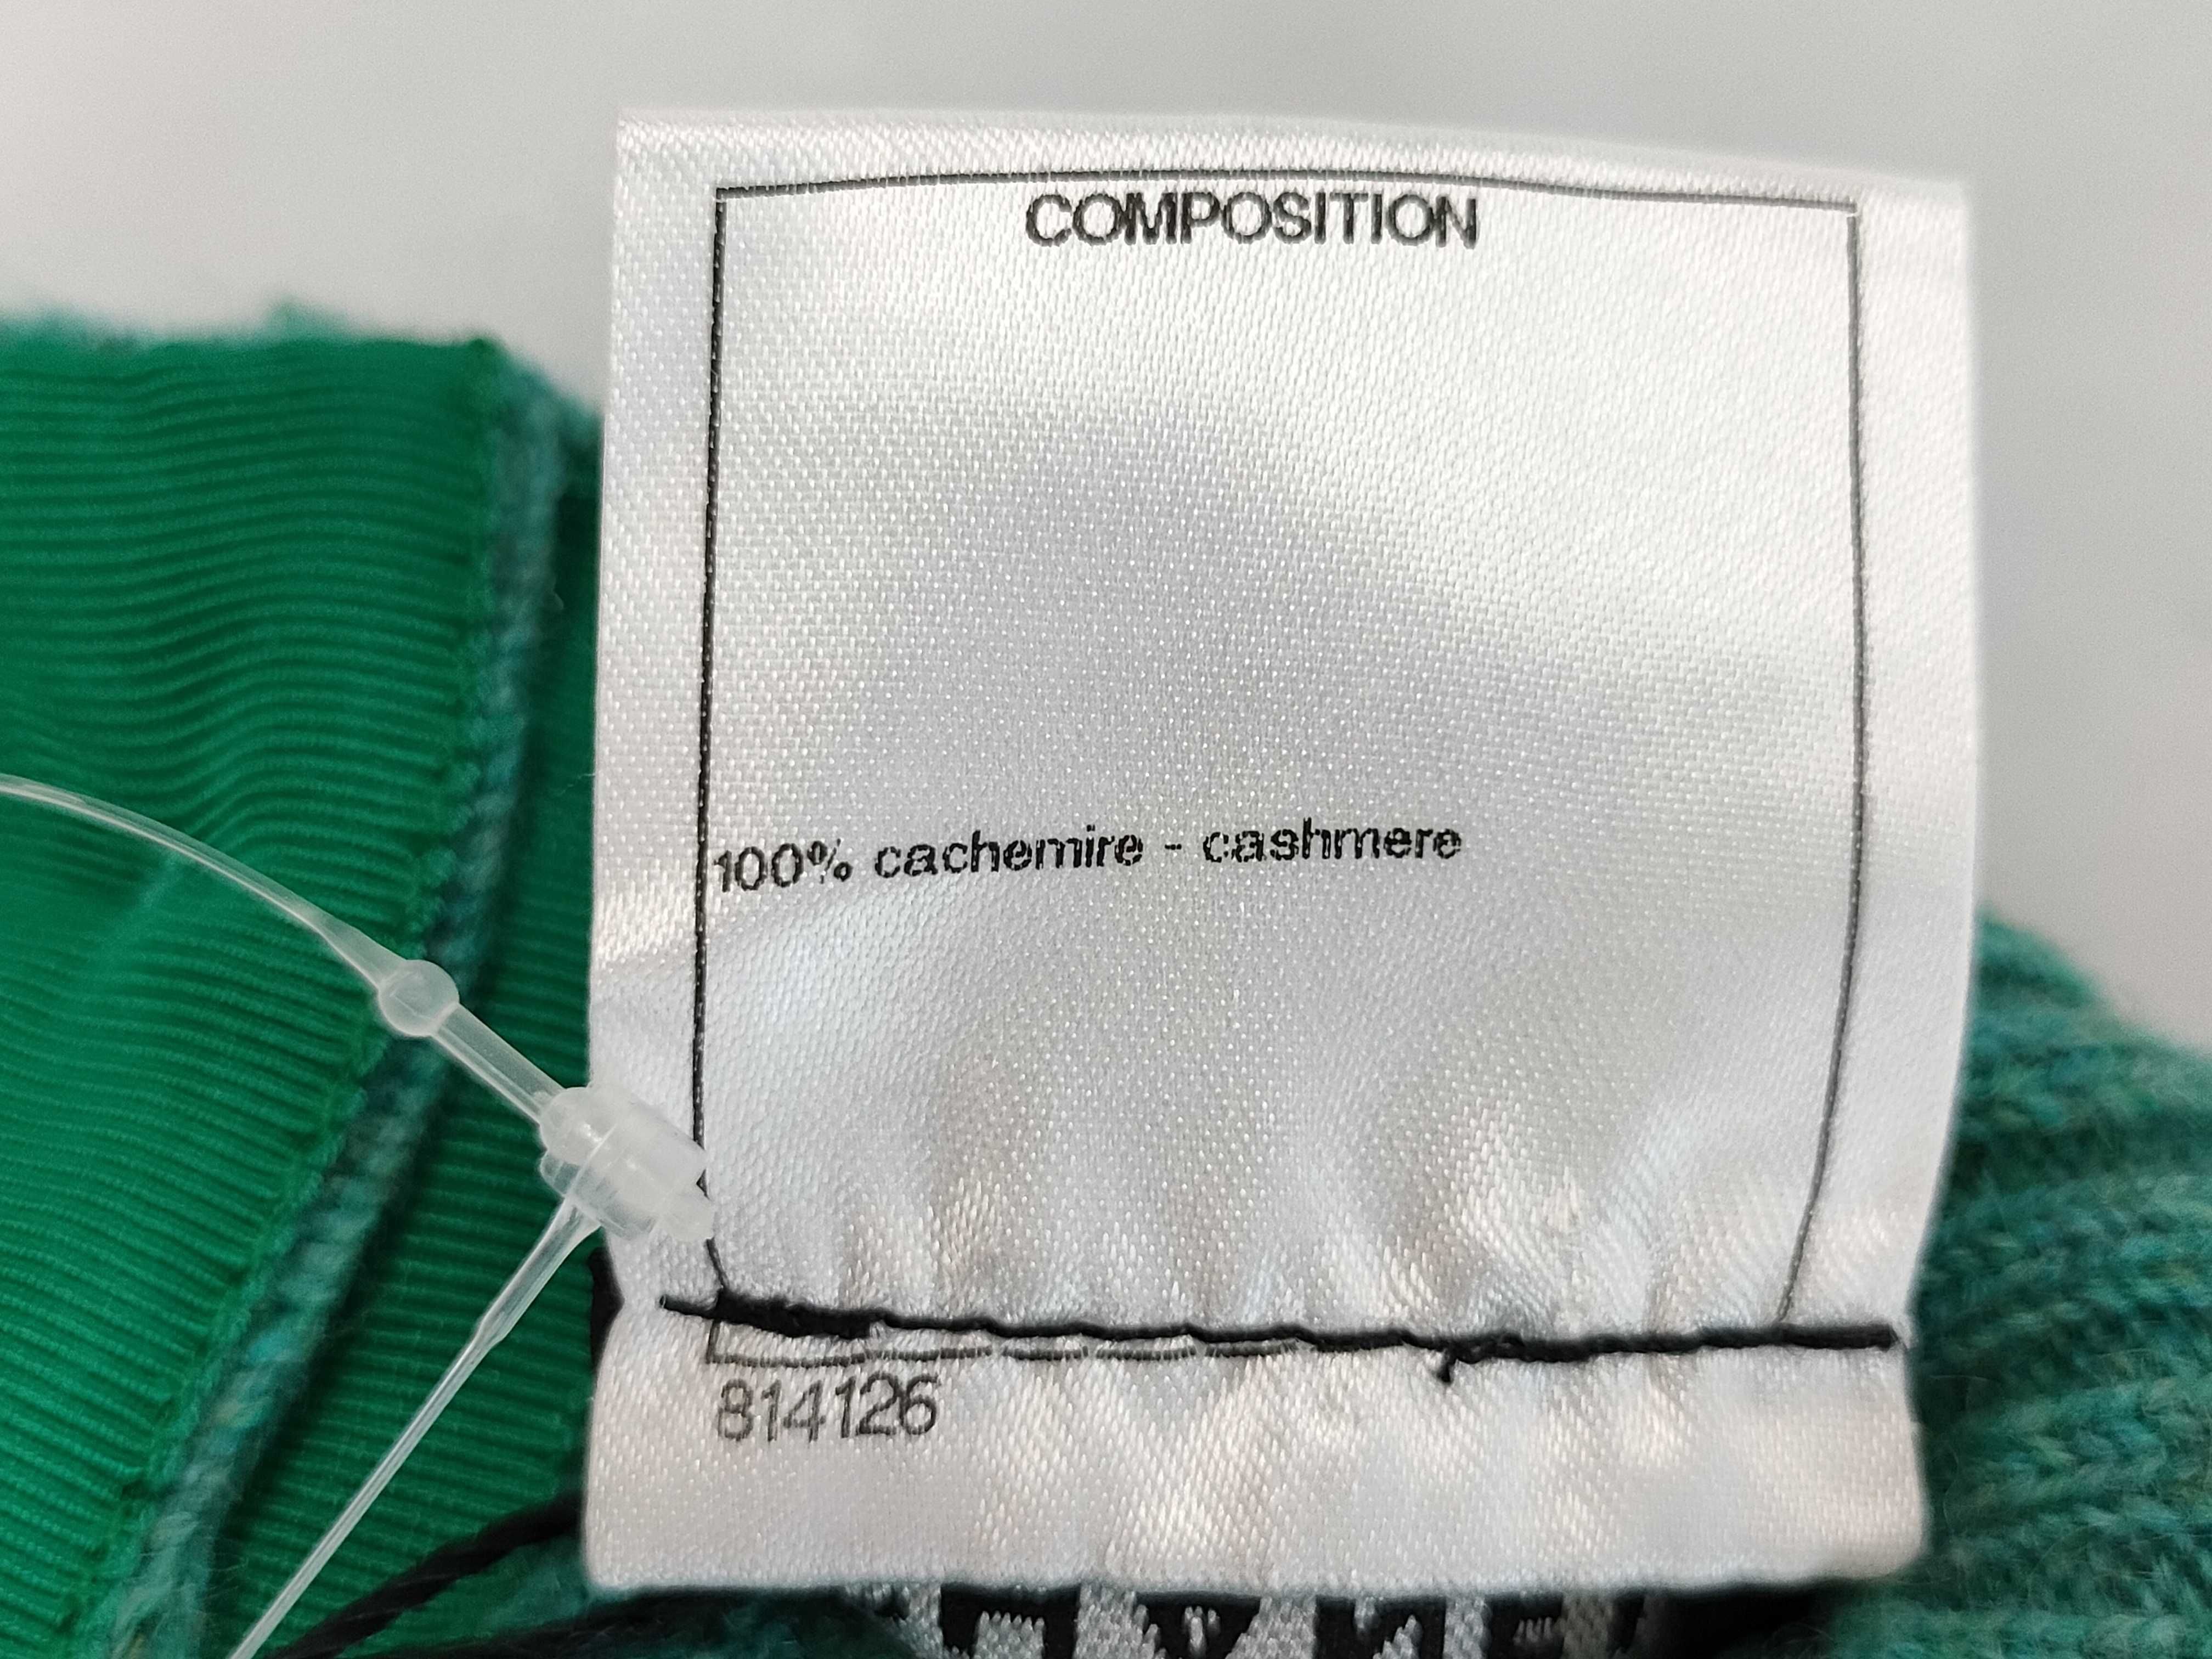 COMPOSITION
100% cachemire - cashmere
814126